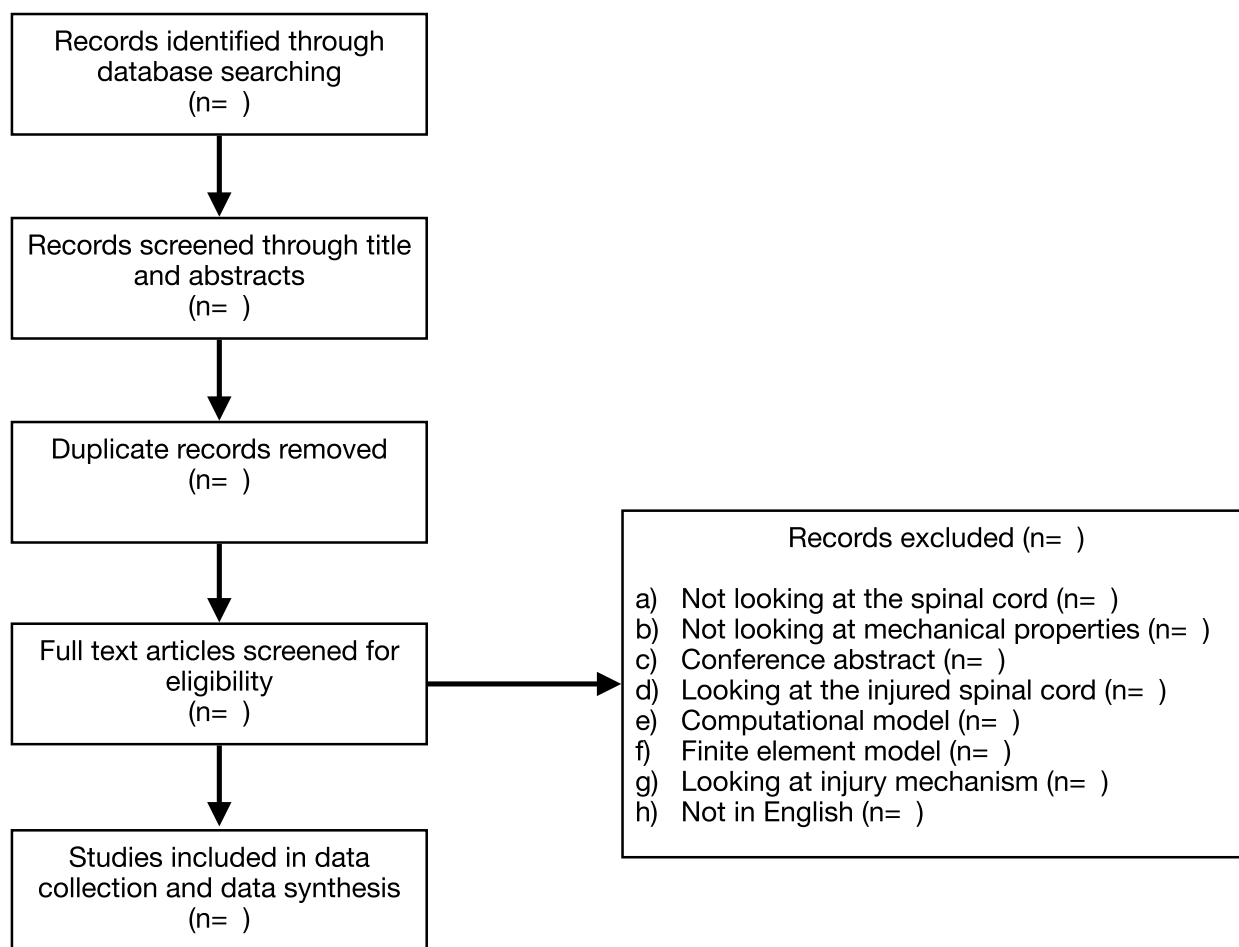 Records identified through
database searching
(n=  )
Records screened through title
and abstracts
(n=  )
Duplicate records removed
(n=  )
Full text articles screened for
eligibility
(n=  )
Records excluded (n=  )
a) Not looking at the spinal cord (n=  )
b) Not looking at mechanical properties (n=  )
c) Conference abstract (n=  )
d) Looking at the injured spinal cord (n=  )
e) Computational model (n=  )
f) Finite element model (n=  )
g) Looking at injury mechanism (n=  )
h) Not in English (n=  )
Studies included in data
collection and data synthesis
(n=  )